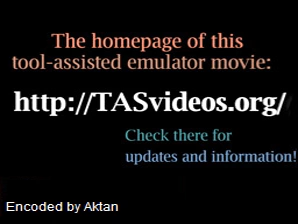 The homepage of this
tool-assisted emulator movie:
http://TASvideos.org/
Check there for
updates and information!
Encoded by Aktan